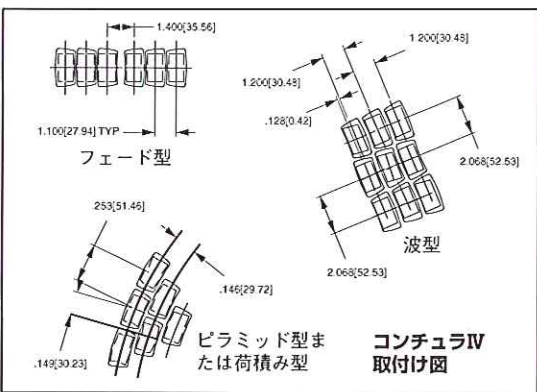 1.400[35.56]
1.100[27.94] TYP
フェード型
1.200[30.48]
1.200[30.48]
.128[0.42]
2.068[52.53]
2.068[52.53]
波型
.253[51.46]
.146[29.72]
.149[30.23]
ピラミッド型ま
たは荷積み型
コンチュラⅣ
取付け図